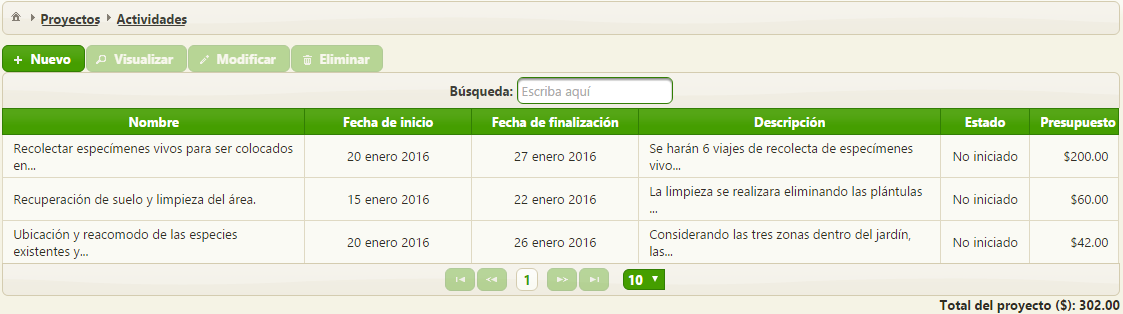 Proyectos Actividades
Nuevo Visualizar Modificar Eliminar
Búsqueda: Escriba aquí
Nombre Fecha de inicio Fecha de finalización Descripción Estado Presupuesto
Recolectar especímenes vivos para ser colocados en... 20 enero 2016 27 enero 2016 Se harán 6 viajes de recolecta de especímenes vivo... No iniciado $200.00
Recuperación de suelo y limpieza del área. 15 enero 2016 22 enero 2016 La limpieza se realizara eliminando las plántulas ... No iniciado $60.00
Ubicación y reacomodo de las especies existentes y... 20 enero 2016 26 enero 2016 Considerando las tres zonas dentro del jardín, las... No iniciado $42.00
1 10
Total del proyecto ($): 302.00